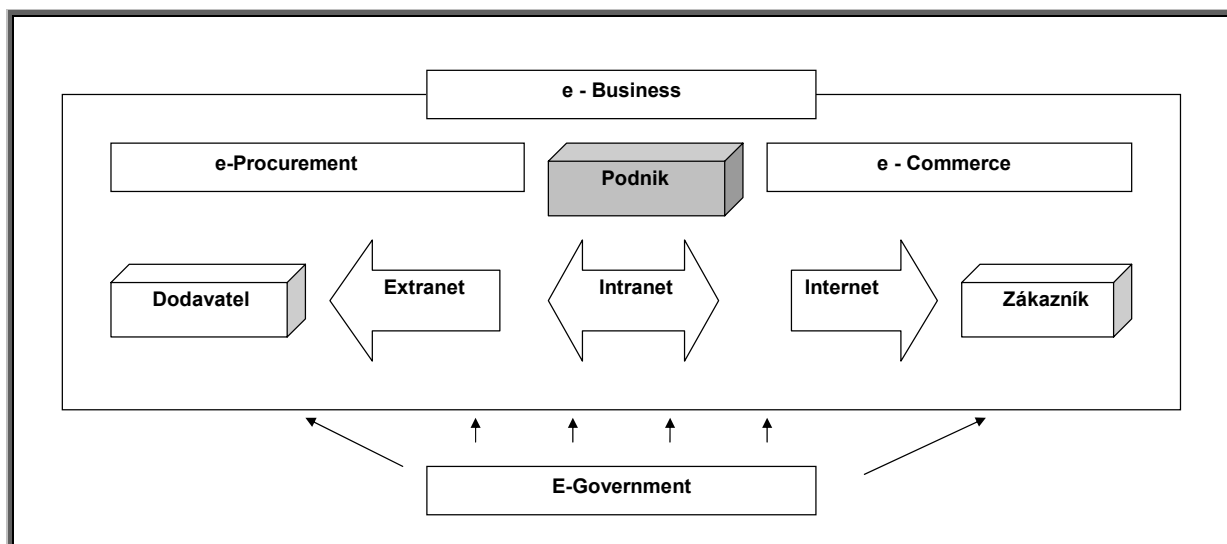 e - Business
e-Procurement
Podnik
e - Commerce
Dodavatel
Extranet
Intranet
Internet
Zákazník
E-Government